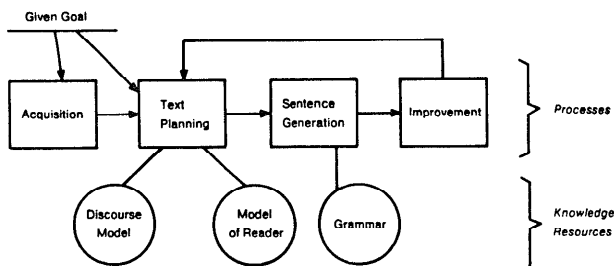 Given Goal
Acquisition
Text
Planning
Sentence
Generation
Improvement
Processes
Discourse
Model
Model
of Reader
Grammar
Knowledge
Resources